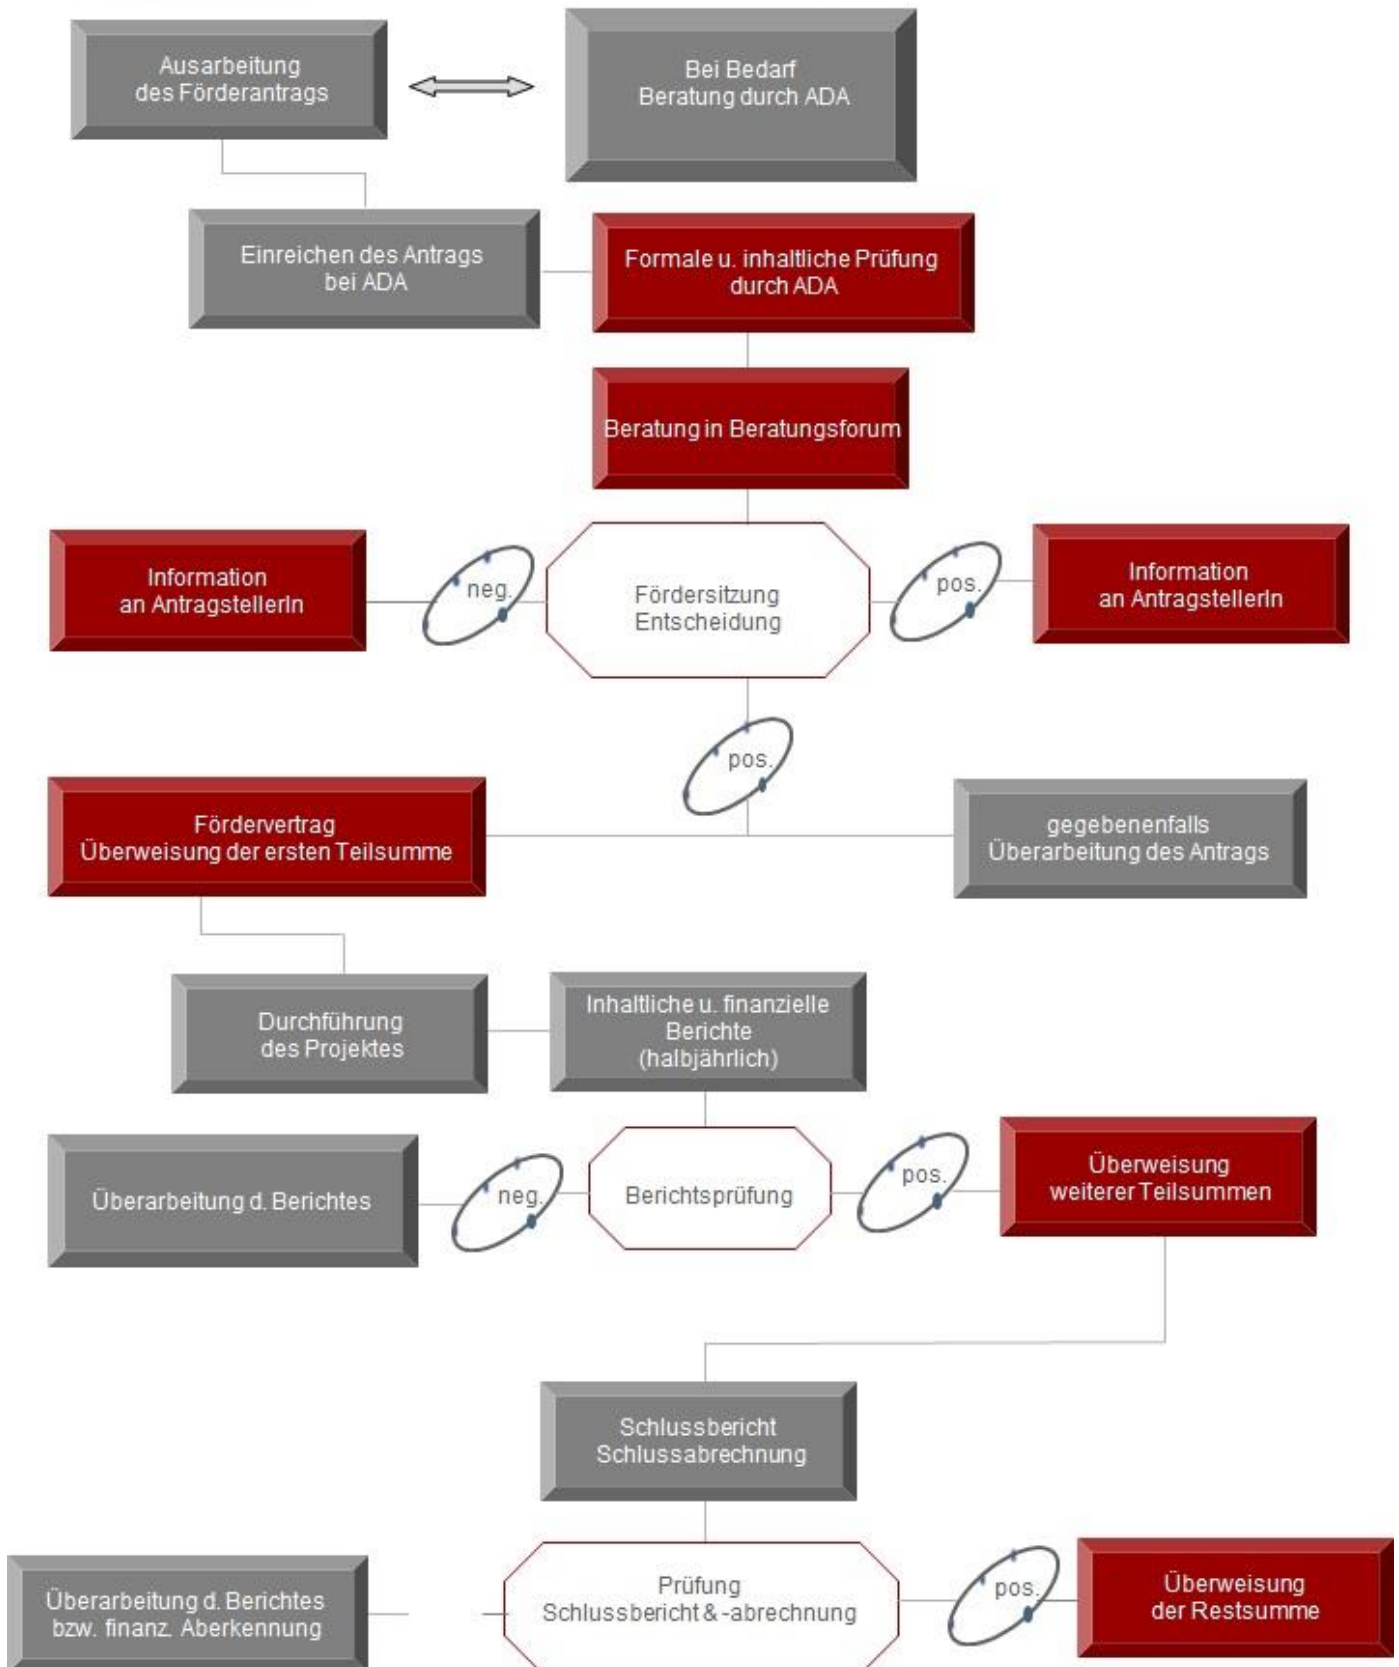 Ausarbeitung
des Förderantrags
Bei Bedarf
Beratung durch ADA
Einreichen des Antrags
bei ADA
Formale u. inhaltliche Prüfung
durch ADA
Beratung in Beratungsforum
Information
an AntragstellerIn
neg.
Fördersitzung
Entscheidung
pos.
Information
an AntragstellerIn
pos.
Fördervertrag
Überweisung der ersten Teilsumme
gegebenenfalls
Überarbeitung des Antrags
Durchführung
des Projektes
Inhaltliche u. finanzielle
Berichte
(halbjährlich)
Überarbeitung d. Berichtes
neg.
Berichtsprüfung
pos.
Überweisung
weiterer Teilsummen
Schlussbericht
Schlussabrechnung
Überarbeitung d. Berichtes
bzw. finanz. Aberkennung
Prüfung
Schlussbericht & -abrechnung
pos.
Überweisung
der Restsumme